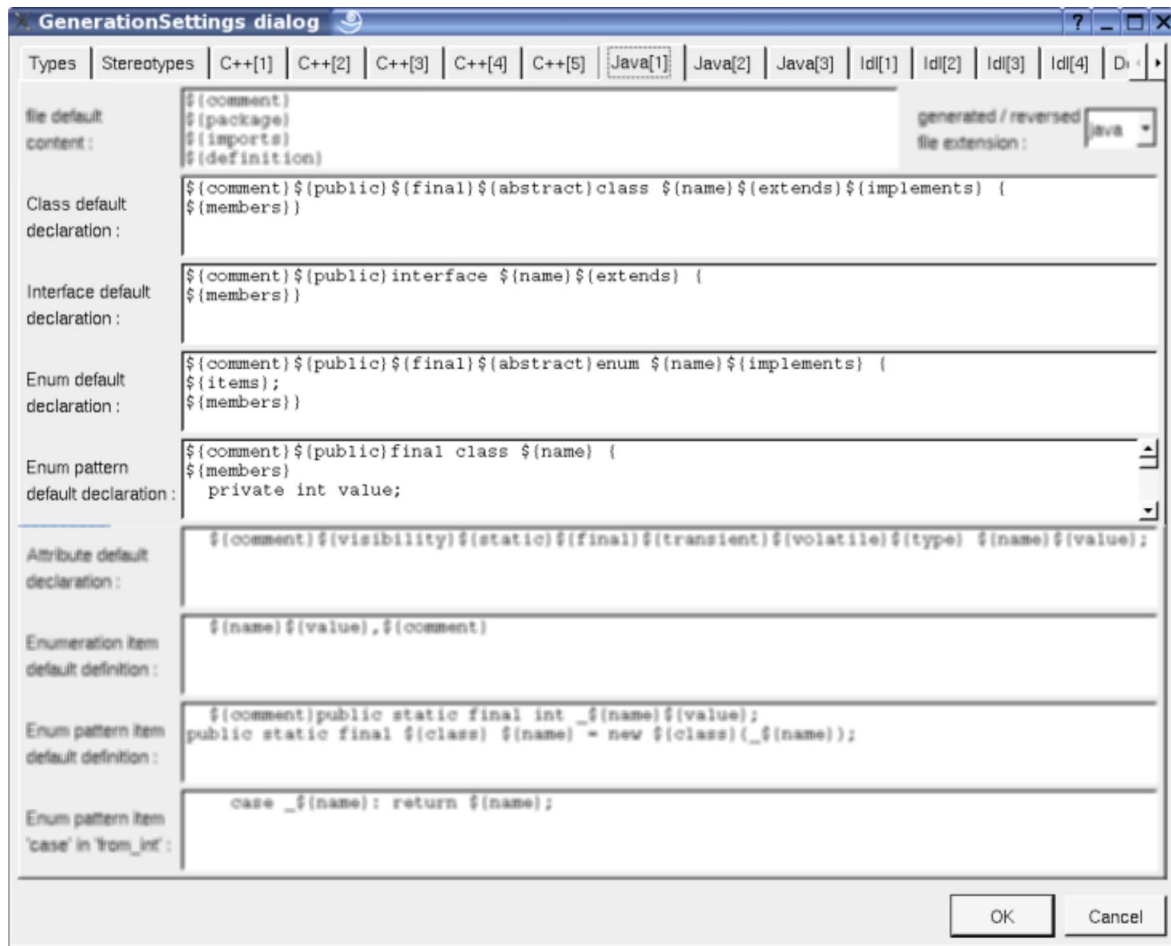 GenerationSettings dialog
Types Stereotypes C++[1] C++[2] C++[3] C++[4] C++[5] Java[1] Java[2] Java[3] Idl[1] Idl[2] Idl[3] Idl[4]
file default
content :
${comment}
${package}
${imports}
${definition}
generated / reversed
file extension :
java
Class default
declaration :
${comment}${public}${final}${abstract}class ${name}${extends}${implements} {
${members}}
Interface default
declaration :
${comment}${public}interface ${name}${extends} {
${members}}
Enum default
declaration :
${comment}${public}${final}${abstract}enum ${name}${implements} {
${items};
${members}}
Enum pattern
default declaration :
${comment}${public}final class ${name} {
${members}
private int value;
Attribute default
declaration :
${comment}${visibility}${static}${final}${transient}${volatile}${type} ${name}${value};
Enumeration item
default definition :
${name}${value},${comment}
Enum pattern item
default definition :
${comment}public static final int _${name}${value};
public static final ${class} ${name} = new ${class}(_${name});
Enum pattern item
'case' in 'from_int' :
case _${name}: return ${name};
OK Cancel